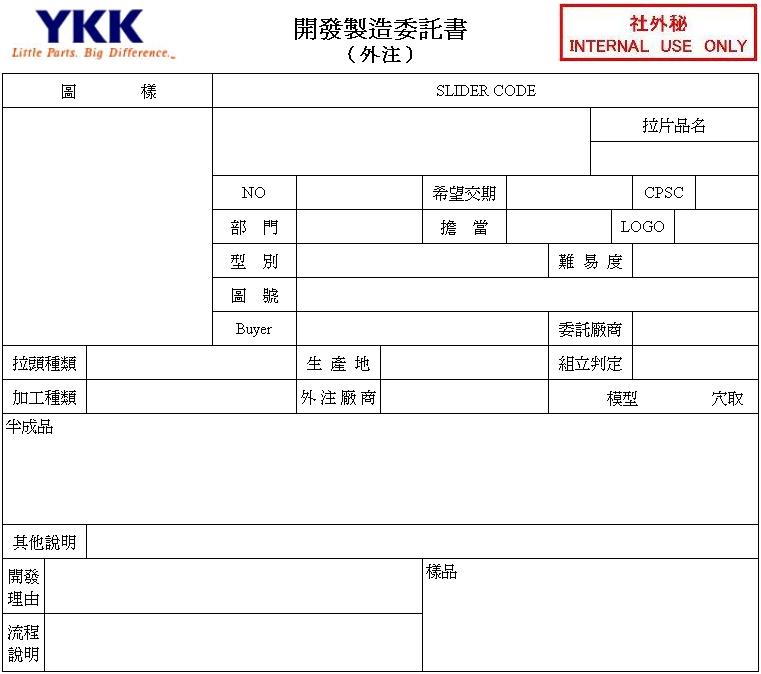 YKK
Little Parts. Big Difference.
開發製造委託書
（外注）
社外秘
INTERNAL USE ONLY
圖 樣
SLIDER CODE
拉片品名
NO
希望交期
CPSC
部 門
擔 當
LOGO
型 別
難 易 度
圖 號
Buyer
委託廠商
拉頭種類
生 產 地
組立判定
加工種類
外注廠商
模型 穴取
半成品
其他說明
開發
理由
樣品
流程
說明